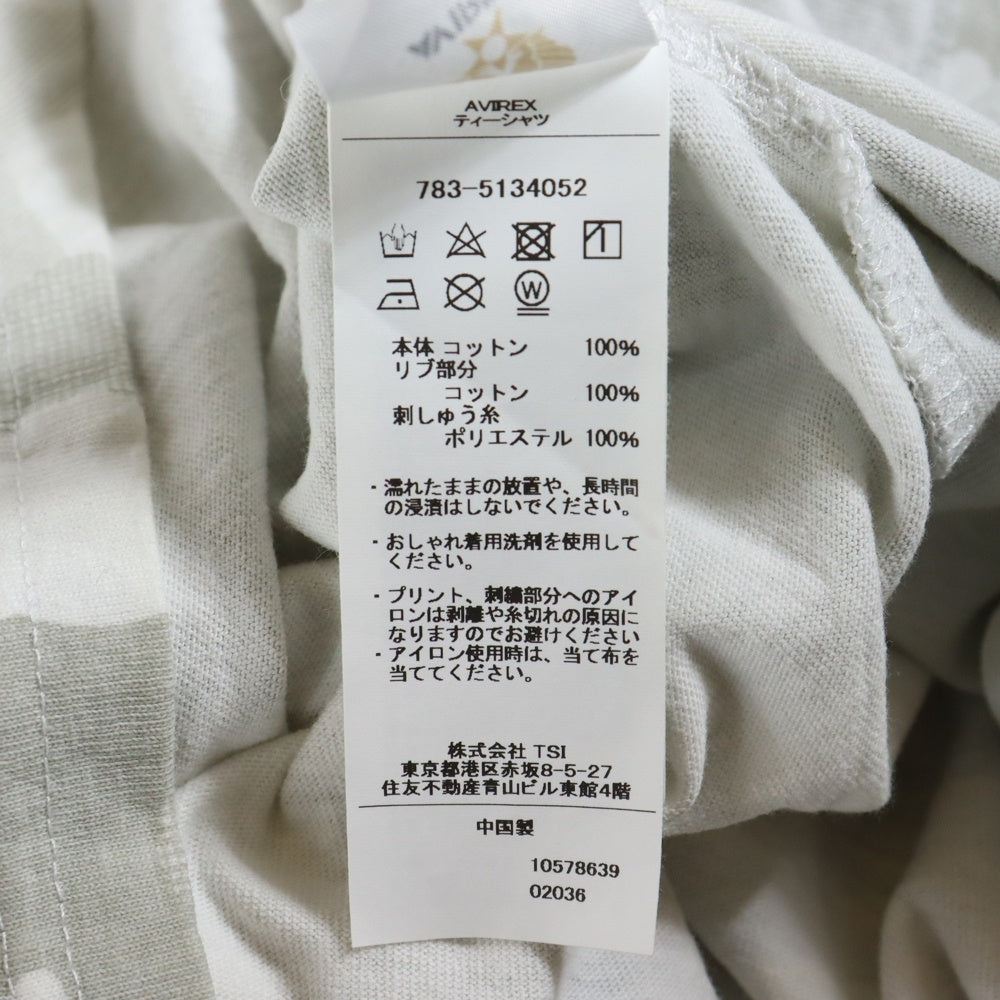 AVIREX
ティーシャツ
783-5134052
W
本体 コットン 100%
リブ部分
コットン 100%
刺しゅう糸
ポリエステル 100%
・濡れたままの放置や、長時間
の浸漬はしないでください。
・おしゃれ着用洗剤を使用して
ください。
・プリント、刺繍部分へのアイ
ロンは剥離や糸切れの原因に
なりますのでお避けください
・アイロン使用時は、当て布を
当ててください。
株式会社 TSI
東京都港区赤坂8-5-27
住友不動産青山ビル東館4階
中国製
10578639
02036